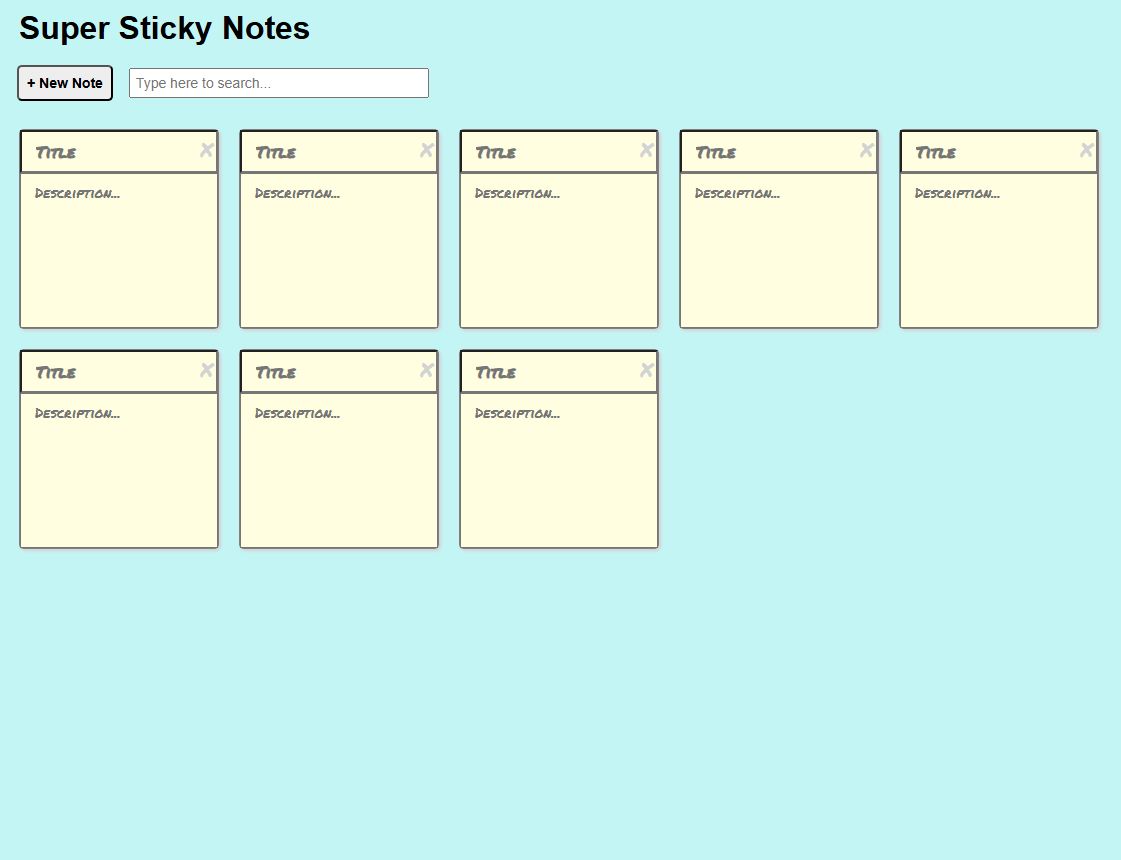 Super Sticky Notes
+ New Note Type here to search...
Title ✘ Title ✘ Title ✘ Title ✘ Title ✘
Description... Description... Description... Description... Description...
Title ✘ Title ✘ Title ✘
Description... Description... Description...